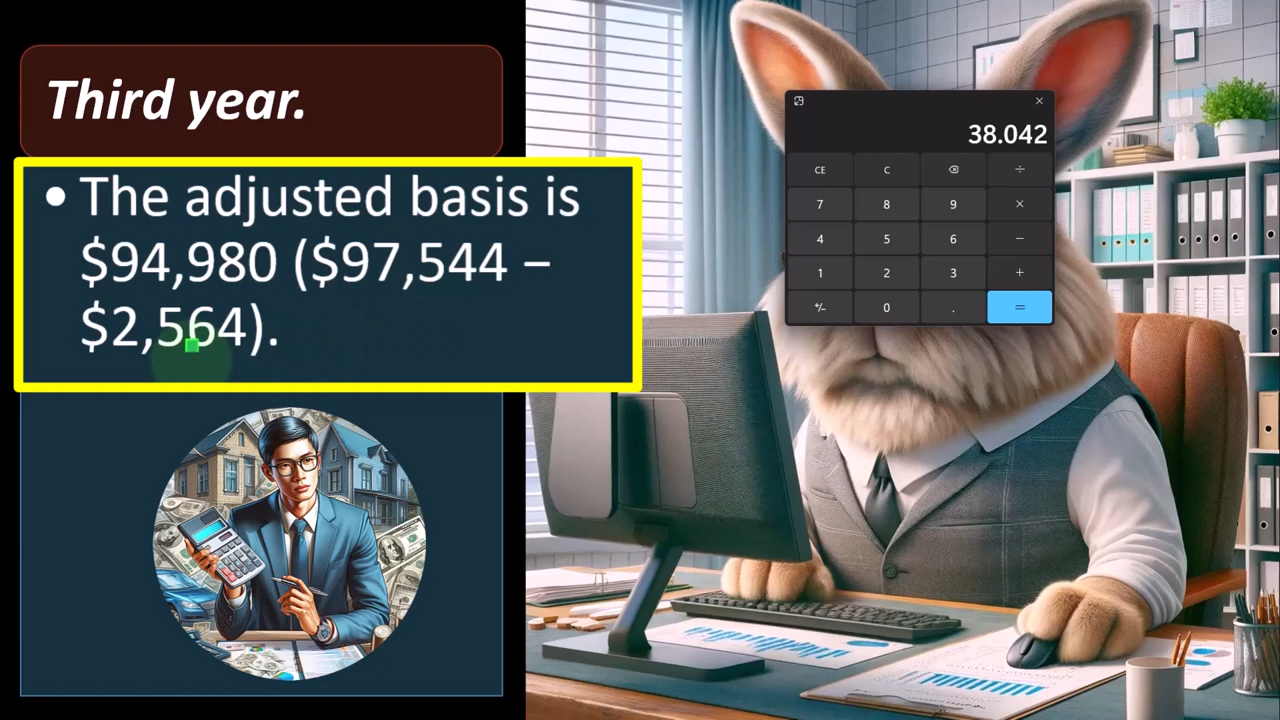 Third year.
• The adjusted basis is
$94,980 ($97,544 –
$2,564).
38.042
CE C ⌫ ÷
7 8 9 ×
4 5 6 −
1 2 3 +
+/− 0 . =